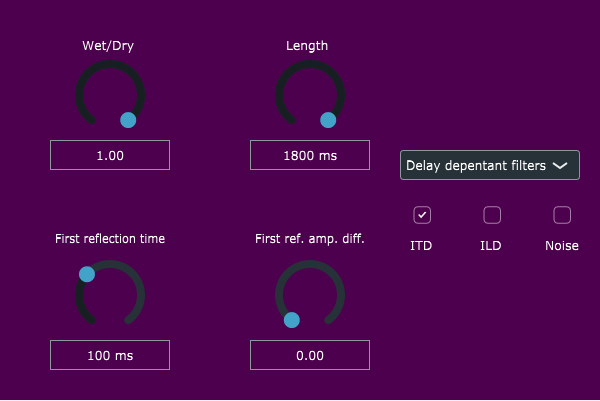 Wet/Dry
Length
1.00
1800 ms
Delay depentant filters
ITD
ILD
Noise
First reflection time
First ref. amp. diff.
100 ms
0.00